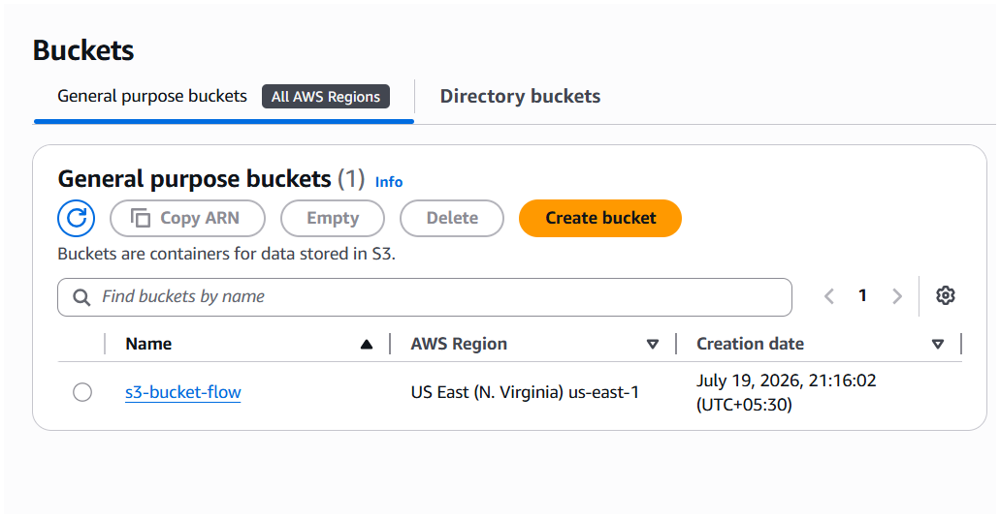 Buckets
General purpose buckets All AWS Regions Directory buckets
General purpose buckets (1) Info
Copy ARN Empty Delete Create bucket
Buckets are containers for data stored in S3.
Find buckets by name 1
Name AWS Region Creation date
s3-bucket-flow US East (N. Virginia) us-east-1 July 19, 2026, 21:16:02
(UTC+05:30)